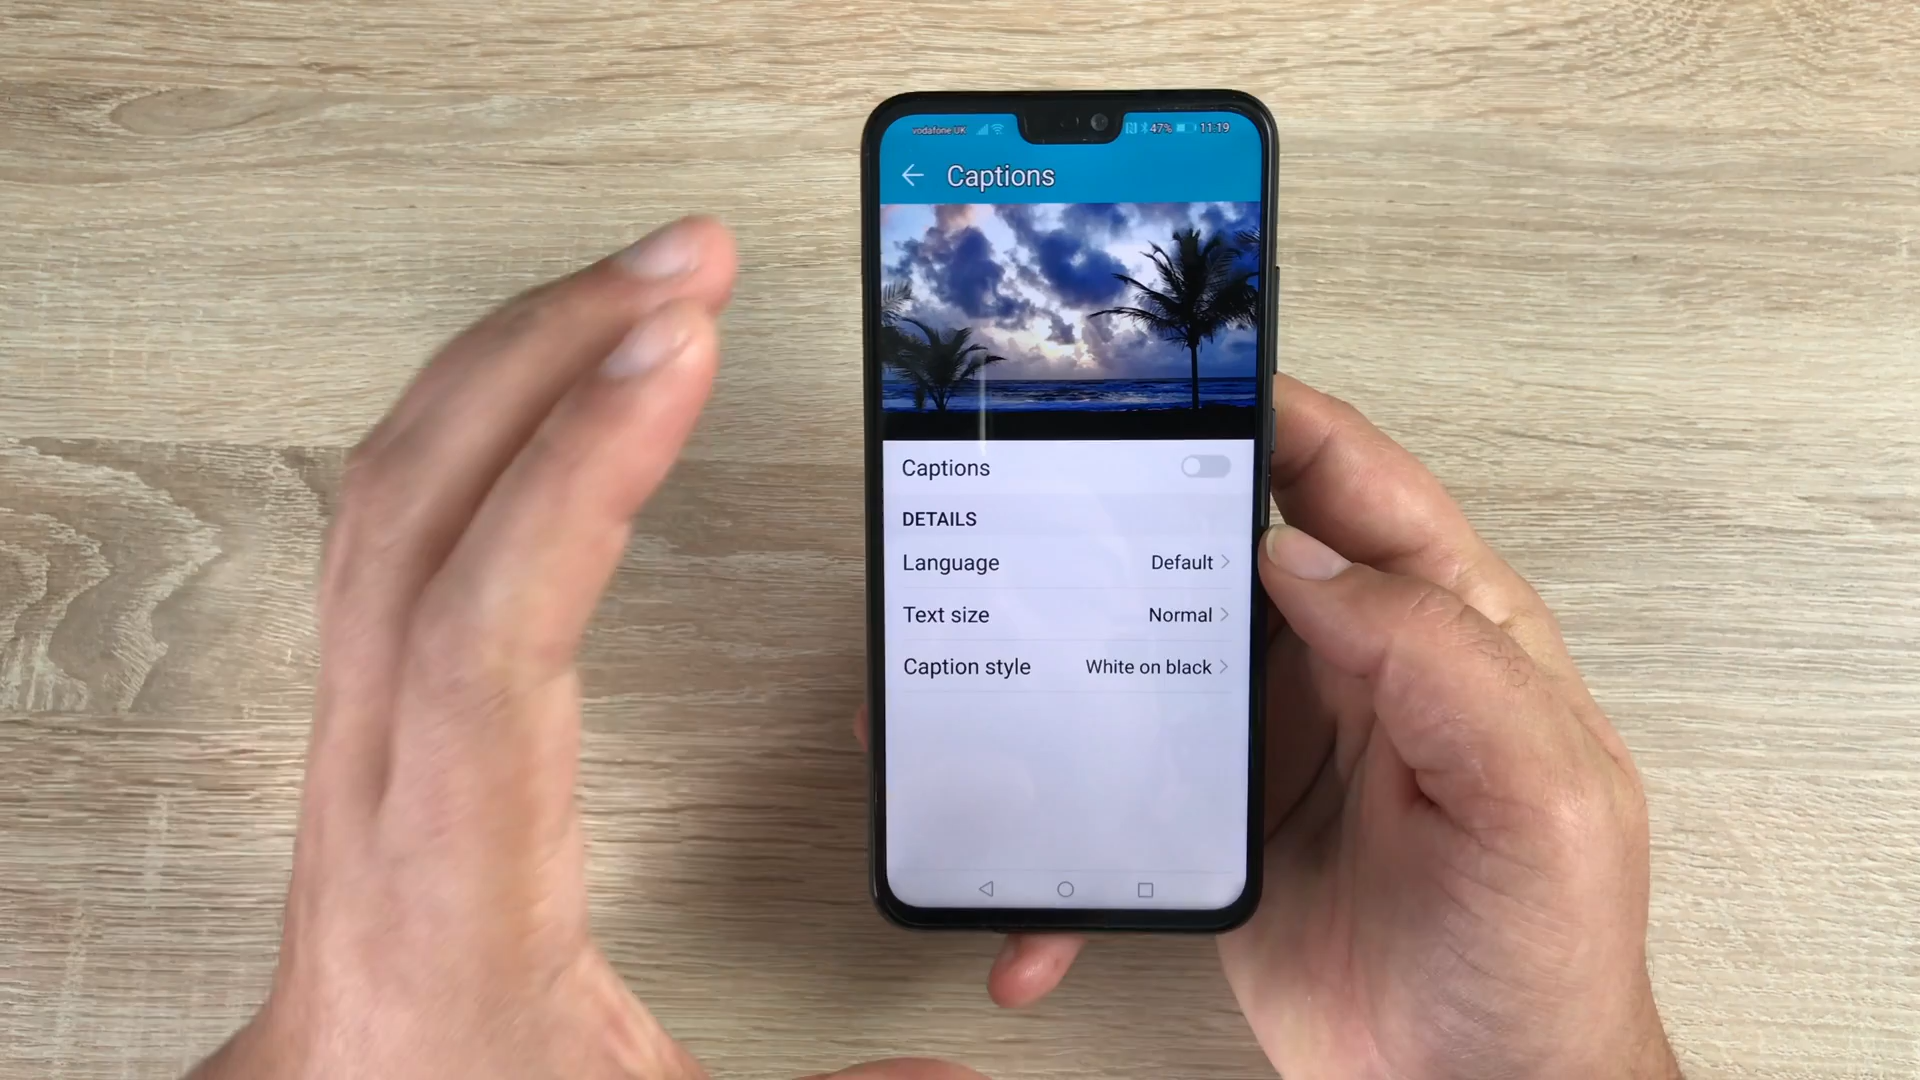 vodafone UK 47% 11:19
Captions
Captions
DETAILS
Language Default
Text size Normal
Caption style White on black